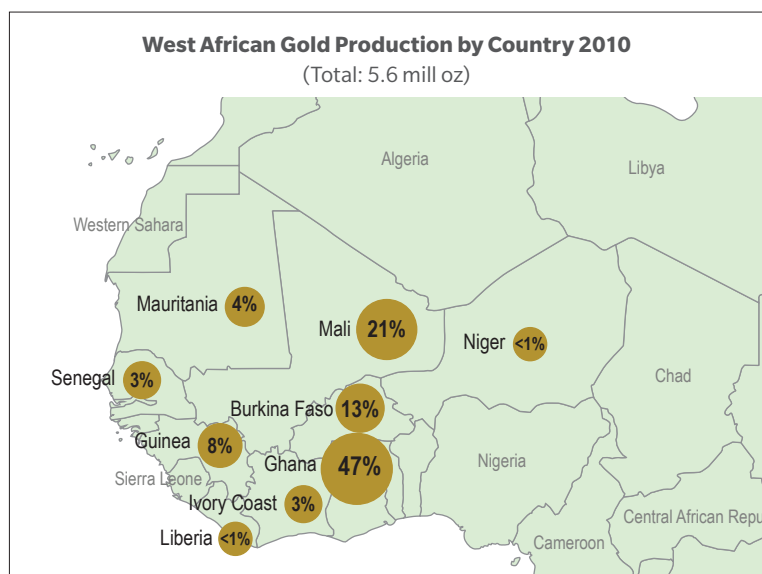 West African Gold Production by Country 2010
(Total: 5.6 mill oz)
Algeria
Libya
Western Sahara
Mauritania 4%
Mali 21%
Niger <1%
Senegal 3%
Chad
Burkina Faso 13%
Guinea 8%
Ghana 47%
Nigeria
Sierra Leone
Ivory Coast 3%
Central African Repu
Liberia <1%
Cameroon